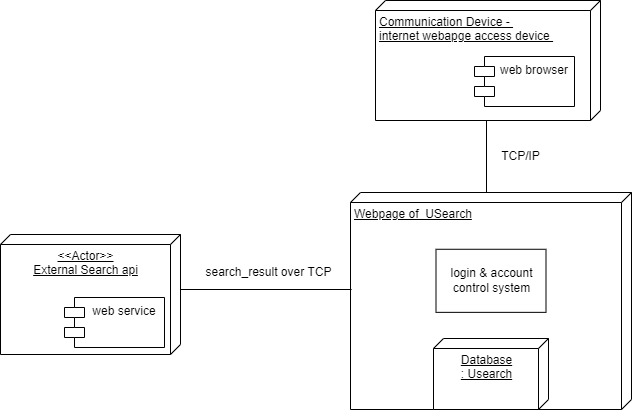 Communication Device -
internet webapge access device
web browser
TCP/IP
Webpage of USearch
<<Actor>>
External Search api
web service
search_result over TCP
login & account
control system
Database
: Usearch